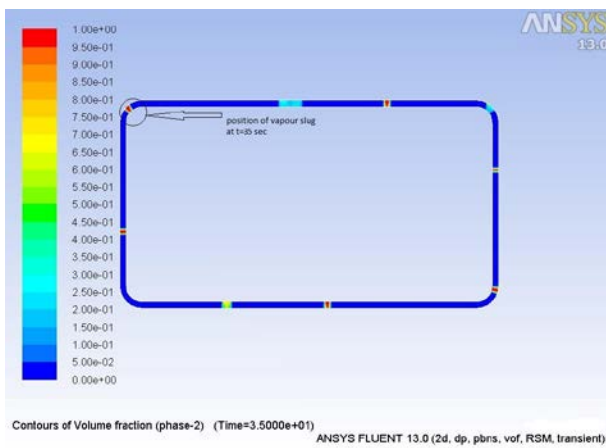 ANSYS
13.0
1.00e+00
9.50e-01
9.00e-01
8.50e-01
8.00e-01
7.50e-01
7.00e-01
6.50e-01
6.00e-01
5.50e-01
5.00e-01
4.50e-01
4.00e-01
3.50e-01
3.00e-01
2.50e-01
2.00e-01
1.50e-01
1.00e-01
5.00e-02
0.00e+00
position of vapour slug
at t=35 sec
Contours of Volume fraction (phase-2) (Time=3.5000e+01)
ANSYS FLUENT 13.0 (2d, dp, pbns, vof, RSM, transient)